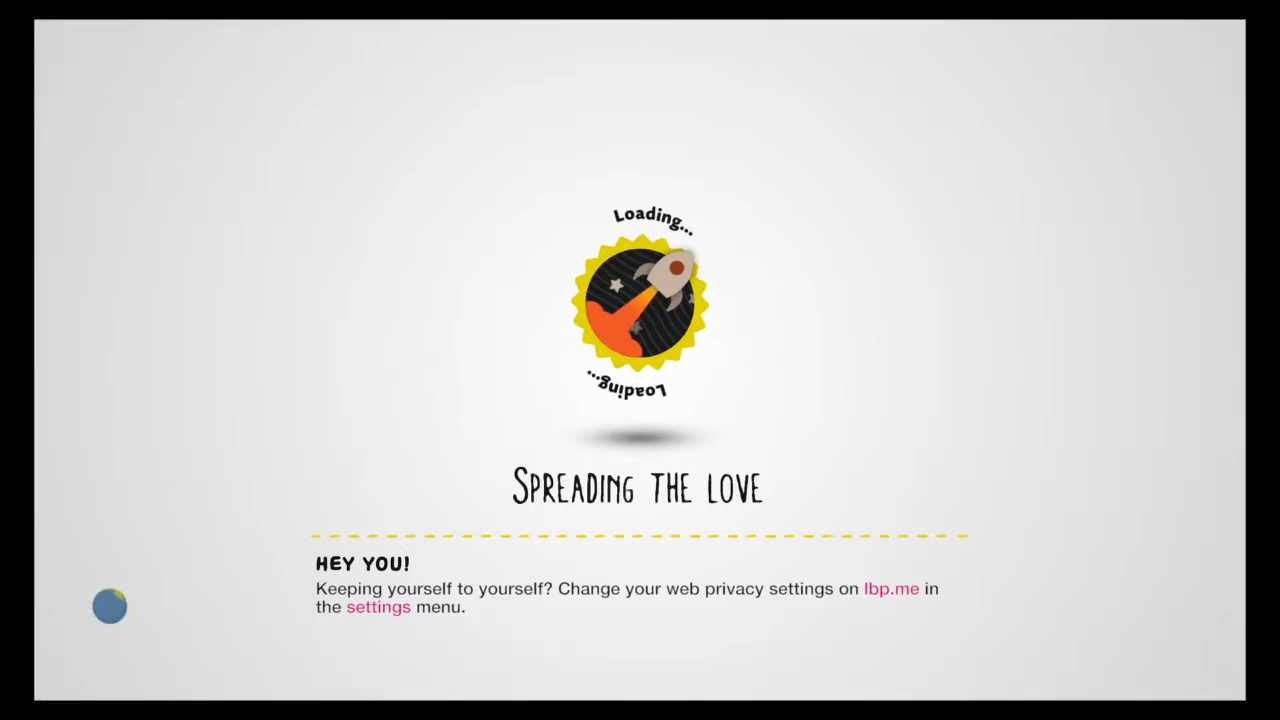 Loading...
Loading...
SPREADING THE LOVE
HEY YOU!
Keeping yourself to yourself? Change your web privacy settings on lbp.me in
the settings menu.